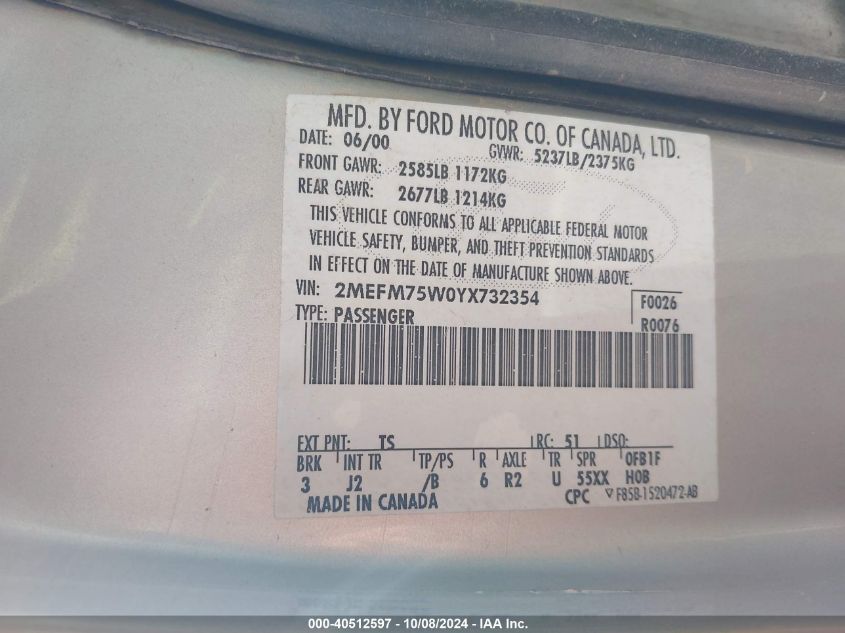 MFD. BY FORD MOTOR CO. OF CANADA, LTD.
DATE: 06/00 GVWR: 5237LB/2375KG
FRONT GAWR: 2585LB 1172KG
REAR GAWR: 2677LB 1214KG
THIS VEHICLE CONFORMS TO ALL APPLICABLE FEDERAL MOTOR
VEHICLE SAFETY, BUMPER, AND THEFT PREVENTION STANDARDS
IN EFFECT ON THE DATE OF MANUFACTURE SHOWN ABOVE.
VIN: 2MEFM75W0YX732354 F0026
TYPE: PASSENGER R0076
EXT PNT: TS RC: 51 DSO:
BRK INT TR TP/PS R AXLE TR SPR OFB1F
3 J2 /B 6 R2 U 55XX HOB
MADE IN CANADA CPC F85B-1520472-AB
000-40512597 - 10/08/2024 - IAA Inc.